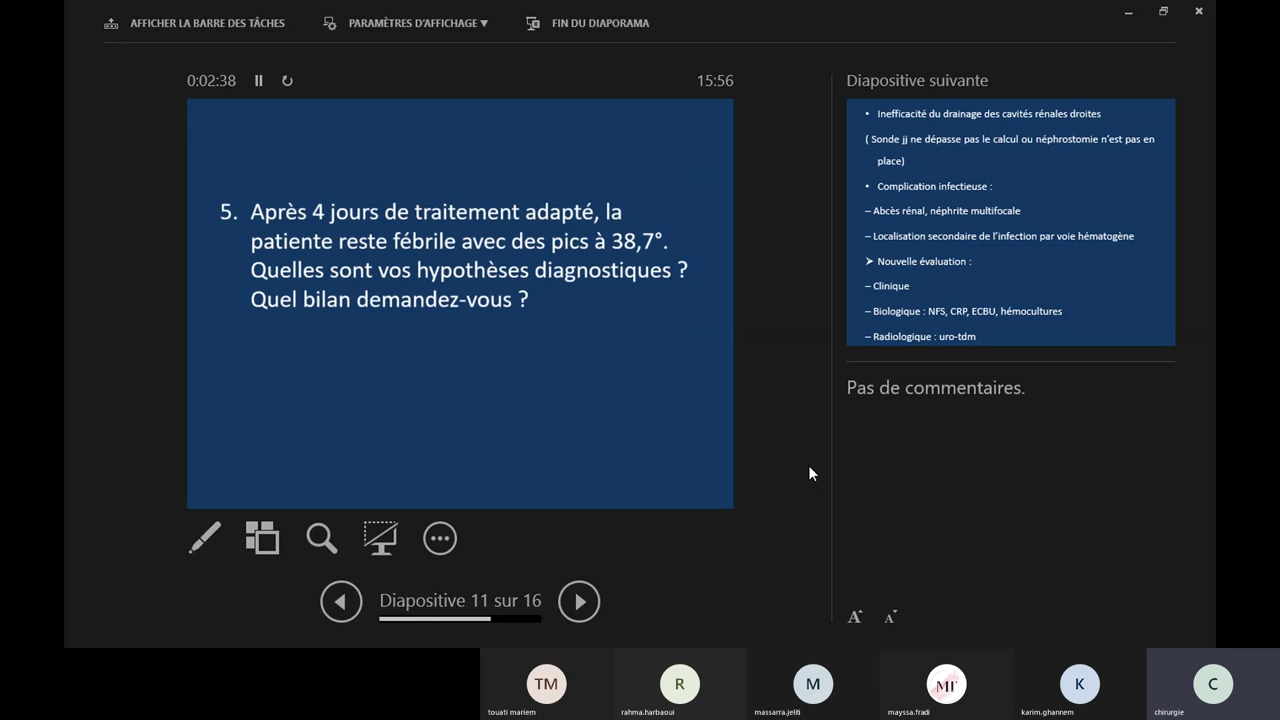 AFFICHER LA BARRE DES TÂCHES
PARAMÈTRES D'AFFICHAGE ▼
FIN DU DIAPORAMA
0:02:38
15:56
5. Après 4 jours de traitement adapté, la
patiente reste fébrile avec des pics à 38,7°.
Quelles sont vos hypothèses diagnostiques ?
Quel bilan demandez-vous ?
Diapositive 11 sur 16
Diapositive suivante
• Inefficacité du drainage des cavités rénales droites
( Sonde jj ne dépasse pas le calcul ou néphrostomie n'est pas en
place)
• Complication infectieuse :
– Abcès rénal, néphrite multifocale
– Localisation secondaire de l'infection par voie hématogène
➤ Nouvelle évaluation :
– Clinique
– Biologique : NFS, CRP, ECBU, hémocultures
– Radiologique : uro-tdm
Pas de commentaires.
A A
TM
R
M
MF
K
C
touati mariem
rahma.harbaoui
massarra.jelifi
mayssa.fradi
karim.ghannem
chirurgie